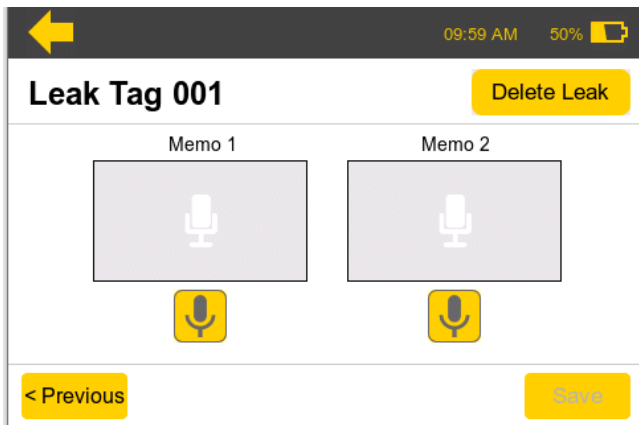 09:59 AM 50%
Leak Tag 001 Delete Leak
Memo 1 Memo 2
< Previous Save